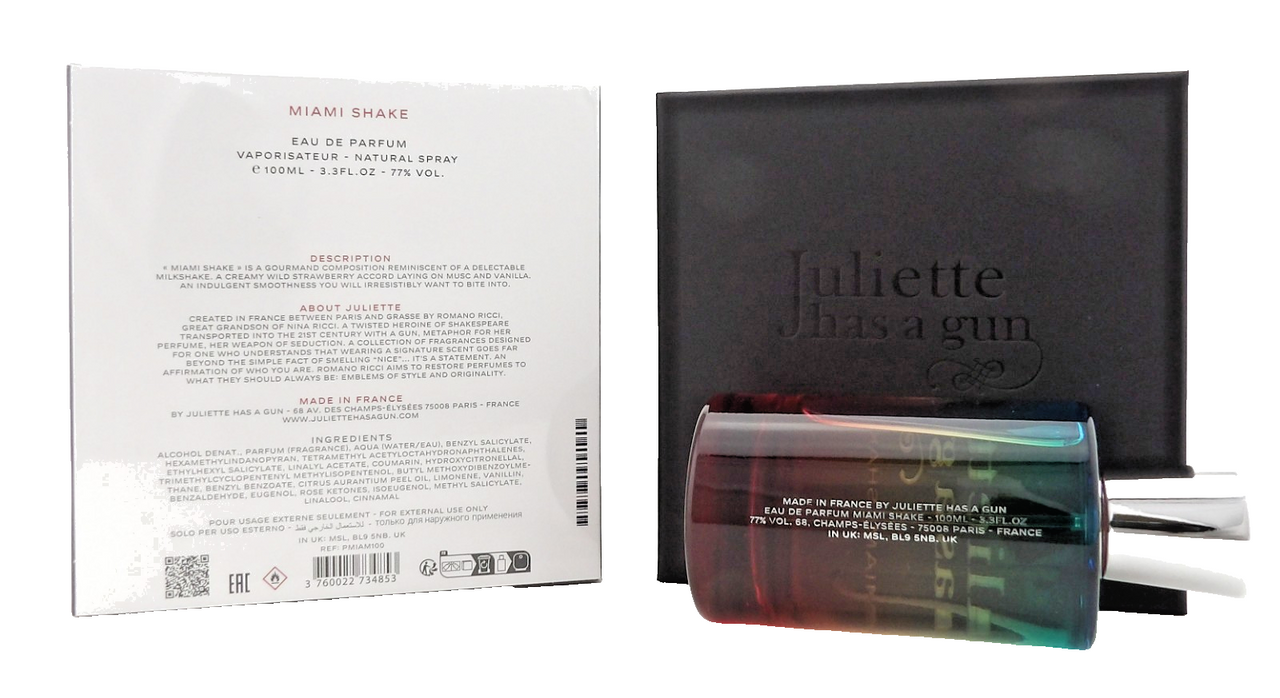 MIAMI SHAKE
EAU DE PARFUM
VAPORISATEUR - NATURAL SPRAY
℮ 100ML - 3.3FL.OZ - 77% VOL.
DESCRIPTION
« MIAMI SHAKE » IS A GOURMAND COMPOSITION REMINISCENT OF A DELECTABLE
MILKSHAKE. A CREAMY WILD STRAWBERRY ACCORD LAYING ON MUSC AND VANILLA.
AN INDULGENT SMOOTHNESS YOU WILL IRRESISTIBLY WANT TO BITE INTO.
ABOUT JULIETTE
CREATED IN FRANCE BETWEEN PARIS AND GRASSE BY ROMANO RICCI,
GREAT GRANDSON OF NINA RICCI. A TWISTED HEROINE OF SHAKESPEARE
TRANSPORTED INTO THE 21ST CENTURY WITH A GUN, METAPHOR FOR HER
PERFUME, HER WEAPON OF SEDUCTION. A COLLECTION OF FRAGRANCES DESIGNED
FOR ONE WHO UNDERSTANDS THAT WEARING A SIGNATURE SCENT GOES FAR
BEYOND THE SIMPLE FACT OF SMELLING "NICE"... IT'S A STATEMENT. AN
AFFIRMATION OF WHO YOU ARE. ROMANO RICCI AIMS TO RESTORE PERFUMES TO
WHAT THEY SHOULD ALWAYS BE: EMBLEMS OF STYLE AND ORIGINALITY.
MADE IN FRANCE
BY JULIETTE HAS A GUN - 68 AV. DES CHAMPS-ÉLYSÉES 75008 PARIS - FRANCE
WWW.JULIETTEHASAGUN.COM
INGREDIENTS
ALCOHOL DENAT., PARFUM (FRAGRANCE), AQUA (WATER/EAU), BENZYL SALICYLATE,
HEXAMETHYLINDANOPYRAN, TETRAMETHYL ACETYLOCTAHYDRONAPHTHALENES,
ETHYLHEXYL SALICYLATE, LINALYL ACETATE, COUMARIN, HYDROXYCITRONELLAL,
TRIMETHYLCYCLOPENTENYL METHYLISOPENTENOL, BUTYL METHOXYDIBENZOYLME-
THANE, BENZYL BENZOATE, CITRUS AURANTIUM PEEL OIL, LIMONENE, VANILLIN,
BENZALDEHYDE, EUGENOL, ROSE KETONES, ISOEUGENOL, METHYL SALICYLATE,
LINALOOL, CINNAMAL
POUR USAGE EXTERNE SEULEMENT - FOR EXTERNAL USE ONLY
SOLO PER USO ESTERNO - للاستعمال الخارجي فقط - только для наружного применения
IN UK: MSL, BL9 5NB. UK
REF: PMIAM100
EAC
3 760022 734853
Juliette
has a gun
MADE IN FRANCE BY JULIETTE HAS A GUN
EAU DE PARFUM MIAMI SHAKE - 100ML - 3.3FL.OZ
77% VOL. 68, CHAMPS-ÉLYSÉES - 75008 PARIS - FRANCE
IN UK: MSL, BL9 5NB. UK